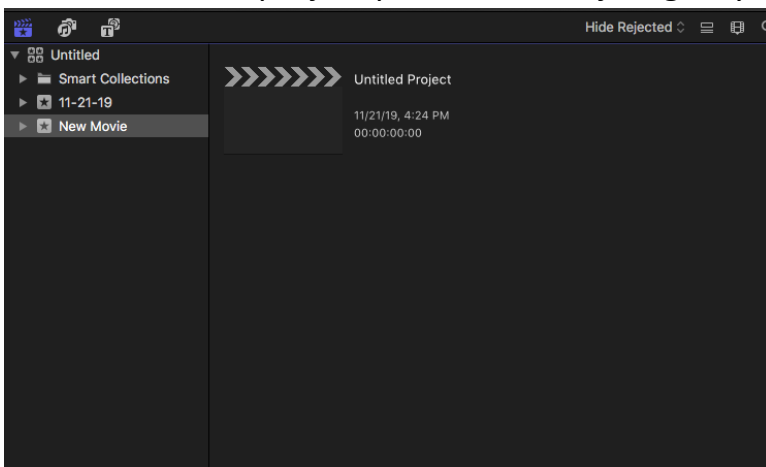 Hide Rejected
Untitled
Smart Collections
11-21-19
New Movie
Untitled Project
11/21/19, 4:24 PM
00:00:00:00